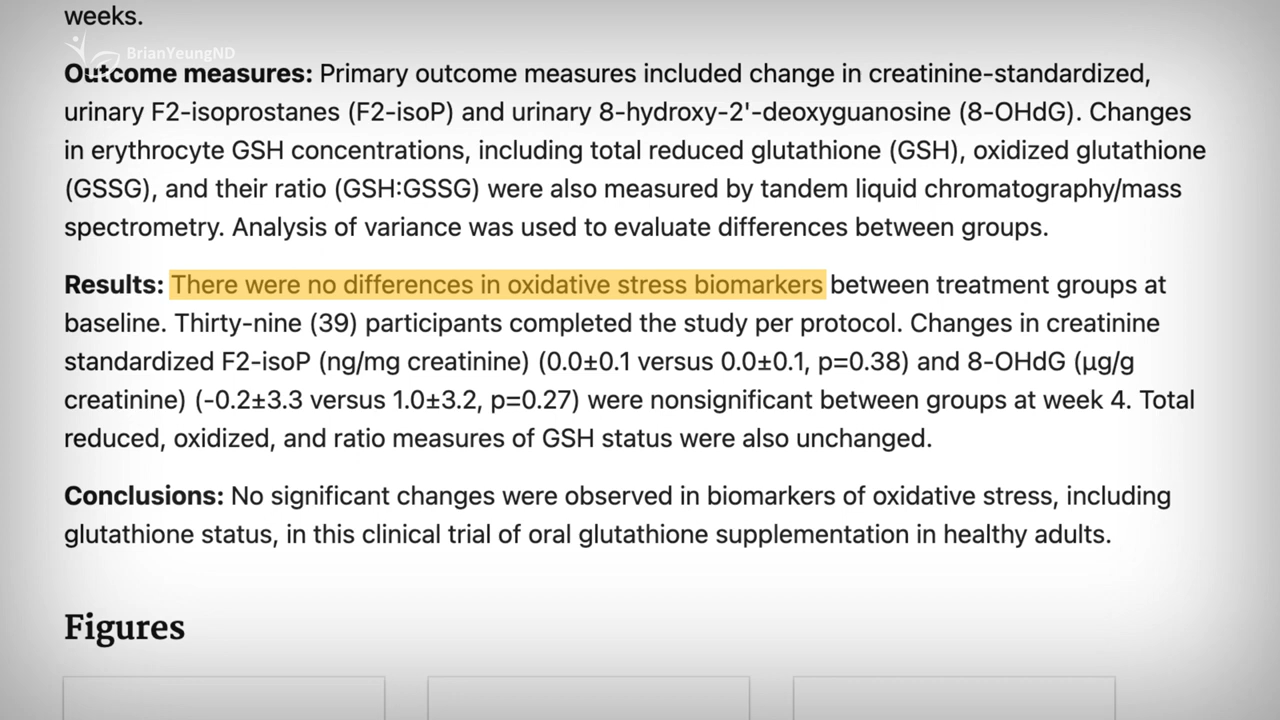 weeks.
BrianYeungND
Outcome measures: Primary outcome measures included change in creatinine-standardized,
urinary F2-isoprostanes (F2-isoP) and urinary 8-hydroxy-2'-deoxyguanosine (8-OHdG). Changes
in erythrocyte GSH concentrations, including total reduced glutathione (GSH), oxidized glutathione
(GSSG), and their ratio (GSH:GSSG) were also measured by tandem liquid chromatography/mass
spectrometry. Analysis of variance was used to evaluate differences between groups.
Results: There were no differences in oxidative stress biomarkers between treatment groups at
baseline. Thirty-nine (39) participants completed the study per protocol. Changes in creatinine
standardized F2-isoP (ng/mg creatinine) (0.0±0.1 versus 0.0±0.1, p=0.38) and 8-OHdG (μg/g
creatinine) (-0.2±3.3 versus 1.0±3.2, p=0.27) were nonsignificant between groups at week 4. Total
reduced, oxidized, and ratio measures of GSH status were also unchanged.
Conclusions: No significant changes were observed in biomarkers of oxidative stress, including
glutathione status, in this clinical trial of oral glutathione supplementation in healthy adults.
Figures